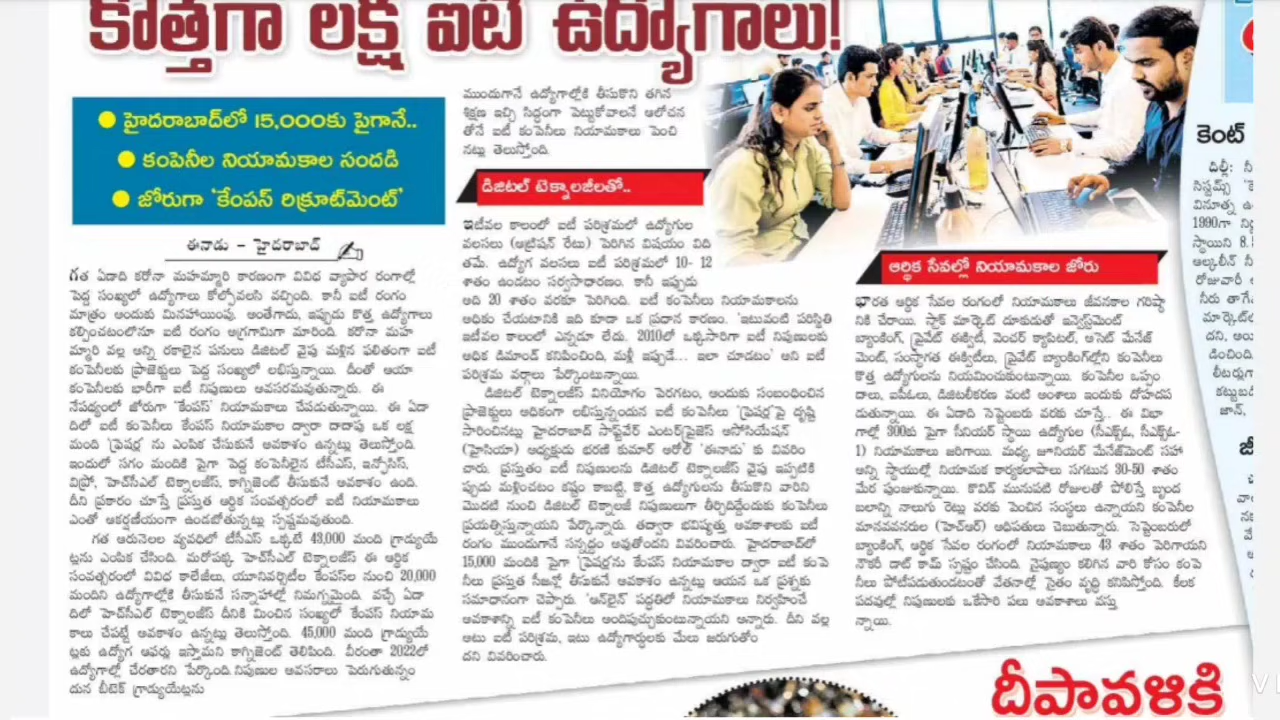 కొత్తగా లక్ష ఐటీ ఉద్యోగాలు!
● హైదరాబాద్‌లో 15,000కు పైగానే..
● కంపెనీల నియామకాల సందడి
● జోరుగా ‘కేంపస్ రిక్రూట్‌మెంట్’
ఈనాడు - హైదరాబాద్
గత ఏడాది కరోనా మహమ్మారి కారణంగా వివిధ వ్యాపార రంగాల్లో
పెద్ద సంఖ్యలో ఉద్యోగాలు కోల్పోవలసి వచ్చింది. కానీ ఐటీ రంగం
మాత్రం అందుకు మినహాయింపు. అంతేగాదు, ఇప్పుడు కొత్త ఉద్యోగాలు
కల్పించటంలోనూ ఐటీ రంగం అగ్రగామిగా మారింది. కరోనా మహ
మ్మారి వల్ల అన్ని రకాలైన పనులు డిజిటల్ వైపు మళ్లిన ఫలితంగా ఐటీ
కంపెనీలకు ప్రాజెక్టులు పెద్ద సంఖ్యలో లభిస్తున్నాయి. దీంతో ఆయా
కంపెనీలకు భారీగా ఐటీ నిపుణులు అవసరమవుతున్నారు. ఈ
నేపథ్యంలో జోరుగా ‘కేంపస్’ నియామకాలు చేపడుతున్నాయి. ఈ ఏడా
దిలో ఐటీ కంపెనీలు కేంపస్ నియామకాల ద్వారా దాదాపు ఒక లక్ష
మంది ‘ఫ్రెషర్ల’ ను ఎంపిక చేసుకునే అవకాశం ఉన్నట్లు తెలుస్తోంది.
ఇందులో సగం మందికి పైగా పెద్ద కంపెనీలైన టీసీఎస్, ఇన్ఫోసిస్,
విప్రో, హెచ్‌సీఎల్ టెక్నాలజీస్, కాగ్నిజెంట్ తీసుకునే అవకాశం ఉంది.
దీని ప్రకారం చూస్తే ప్రస్తుత ఆర్థిక సంవత్సరంలో ఐటీ నియామకాలు
ఎంతో ఆకర్షణీయంగా ఉండబోతున్నట్లు స్పష్టమవుతుంది.
గత ఆరునెలల వ్యవధిలో టీసీఎస్ ఒక్కటే 43,000 మంది గ్రాడ్యుయే
ట్లను ఎంపిక చేసింది. మరోపక్క హెచ్‌సీఎల్ టెక్నాలజీస్ ఈ ఆర్థిక
సంవత్సరంలో వివిధ కాలేజీలు, యూనివర్సిటీల కేంపస్‌ల నుంచి 20,000
మందిని ఉద్యోగాల్లోకి తీసుకునే సన్నాహాల్లో నిమగ్నమైంది. వచ్చే ఏడా
దిలో హెచ్‌సీఎల్ టెక్నాలజీస్ దీనికి మించిన సంఖ్యలో కేంపస్ నియామ
కాలు చేపట్టే అవకాశం ఉన్నట్లు తెలుస్తోంది. 45,000 మంది గ్రాడ్యుయే
ట్లకు ఉద్యోగ ఆఫర్లు ఇస్తామని కాగ్నిజెంట్ తెలిపింది. వీరంతా 2022లో
ఉద్యోగాల్లో చేరతారని పేర్కొంది.నిపుణుల అవసరాలు పెరుగుతున్నం
దున బీటెక్ గ్రాడ్యుయేట్లను
ముందుగానే ఉద్యోగాల్లోకి తీసుకొని తగిన
శిక్షణ ఇచ్చి సిద్ధంగా పెట్టుకోవాలనే ఆలోచన
తోనే ఐటీ కంపెనీలు నియామకాలు పెంచి
నట్లు తెలుస్తోంది.
డిజిటల్ టెక్నాలజీలతో..
ఇటీవల కాలంలో ఐటీ పరిశ్రమలో ఉద్యోగుల
వలసలు (అట్రిషన్ రేటు) పెరిగిన విషయం విది
తమే. ఉద్యోగ వలసలు ఐటీ పరిశ్రమలో 10- 12
శాతం ఉండటం సర్వసాధారణం. కానీ ఇప్పుడు
అది 20 శాతం వరకూ పెరిగింది. ఐటీ కంపెనీలు నియామకాలను
అధికం చేయటానికి ఇది కూడా ఒక ప్రధాన కారణం. ‘ఇటువంటి పరిస్థితి
ఇటీవల కాలంలో ఎన్నడూ లేదు. 2010లో ఒక్కసారిగా ఐటీ నిపుణులకు
అధిక డిమాండ్ కనిపించింది, మళ్లీ ఇప్పుడే... ఇలా చూడటం’ అని ఐటీ
పరిశ్రమ వర్గాలు పేర్కొంటున్నాయి.
డిజిటల్ టెక్నాలజీస్ వినియోగం పెరగటం, అందుకు సంబంధించిన
ప్రాజెక్టులు అధికంగా లభిస్తున్నందున ఐటీ కంపెనీలు ‘ఫ్రెషర్ల’పై దృష్టి
సారించినట్లు హైదరాబాద్ సాఫ్ట్‌వేర్ ఎంటర్‌ప్రైజెస్ అసోసియేషన్
(హైసియా) అధ్యక్షుడు భరణి కుమార్ అరోల్ ‘ఈనాడు’ కు వివరిం
చారు. ప్రస్తుతం ఐటీ నిపుణులను డిజిటల్ టెక్నాలజీస్ వైపు ఇప్పటికి
ప్పుడు మళ్లించటం కష్టం కాబట్టి, కొత్త ఉద్యోగులను తీసుకొని వారిని
మొదటి నుంచి డిజిటల్ టెక్నాలజీ నిపుణులుగా తీర్చిదిద్దేందుకు కంపెనీలు
ప్రయత్నిస్తున్నాయని పేర్కొన్నారు. తద్వారా భవిష్యత్తు అవకాశాలకు ఐటీ
రంగం ముందుగానే సన్నద్ధం అవుతోందని వివరించారు. హైదరాబాద్‌లో
15,000 మందికి పైగా ఫ్రెషర్లను కేంపస్ నియామకాల ద్వారా ఐటీ కంపె
నీలు ప్రస్తుత సీజన్లో తీసుకునే అవకాశం ఉన్నట్లు ఆయన ఒక ప్రశ్నకు
సమాధానంగా చెప్పారు. ‘ఆన్‌లైన్’ పద్ధతిలో నియామకాలు నిర్వహించే
అవకాశాన్ని ఐటీ కంపెనీలు అందిపుచ్చుకుంటున్నాయని అన్నారు. దీని వల్ల
అటు ఐటీ పరిశ్రమ, ఇటు ఉద్యోగార్థులకు మేలు జరుగుతోం
దని వివరించారు.
ఆర్థిక సేవల్లో నియామకాల జోరు
భారత ఆర్థిక సేవల రంగంలో నియామకాలు జీవనకాల గరిష్ఠా
నికి చేరాయి. స్టాక్ మార్కెట్ దూకుడుతో ఇన్వెస్ట్‌మెంట్
బ్యాంకింగ్, ప్రైవేట్ ఈక్విటీ, వెంచర్ క్యాపిటల్, అసెట్ మేనేజ్
మెంట్, సంస్థాగత ఈక్విటీలు, ప్రైవేట్ బ్యాంకింగ్‌ల్లోని కంపెనీలు
కొత్త ఉద్యోగులను నియమించుకుంటున్నాయి. కంపెనీల ఒప్పం
దాలు, ఐపీఓలు, డిజిటలీకరణ వంటి అంశాలు ఇందుకు దోహదప
డుతున్నాయి. ఈ ఏడాది సెప్టెంబరు వరకు చూస్తే.. ఈ విభా
గాల్లో 300కు పైగా సీనియర్ స్థాయి ఉద్యోగుల (సీఎక్స్ఓ, సీఎక్స్ఓ-
1) నియామకాలు జరిగాయి. మధ్య, జూనియర్ మేనేజ్‌మెంట్ సహా
అన్ని స్థాయుల్లో నియామక కార్యకలాపాలు సగటున 30-50 శాతం
మేర పుంజుకున్నాయి. కొవిడ్ మునుపటి రోజులతో పోలిస్తే బృంద
బలాన్ని నాలుగు రెట్లు వరకు పెంచిన సంస్థలు ఉన్నాయని కంపెనీల
మానవవనరుల (హెచ్‌ఆర్) అధిపతులు చెబుతున్నారు. సెప్టెంబరులో
బ్యాంకింగ్, ఆర్థిక సేవల రంగంలో నియామకాలు 43 శాతం పెరిగాయని
నౌకరీ డాట్ కామ్ స్పష్టం చేసింది. నైపుణ్యం కలిగిన వారి కోసం కంపె
నీలు పోటీపడుతుండటంతో వేతనాల్లో సైతం వృద్ధి కనిపిస్తోంది. కీలక
పదవుల్లో నిపుణులకు ఒకేసారి పలు అవకాశాలు వస్తు
న్నాయి.
కెంట్
దిల్లీ:
వినూత్న
1990గా
స్థాయిని 8.
రోజువారీ
నీరు
మార్కెట్‌
డించింది.
జాన్,
దీపావళికి